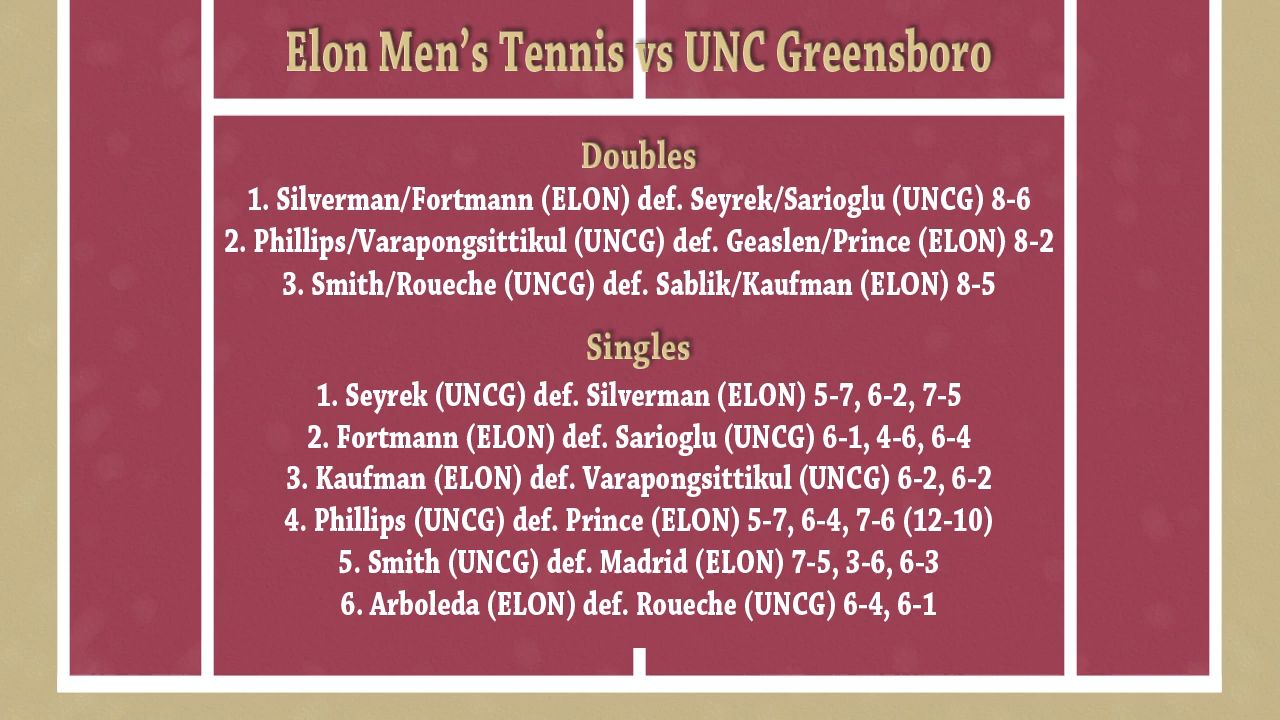 Elon Men’s Tennis vs UNC Greensboro
Doubles
1. Silverman/Fortmann (ELON) def. Seyrek/Sarioglu (UNCG) 8-6
2. Phillips/Varapongsittikul (UNCG) def. Geaslen/Prince (ELON) 8-2
3. Smith/Roueche (UNCG) def. Sablik/Kaufman (ELON) 8-5
Singles
1. Seyrek (UNCG) def. Silverman (ELON) 5-7, 6-2, 7-5
2. Fortmann (ELON) def. Sarioglu (UNCG) 6-1, 4-6, 6-4
3. Kaufman (ELON) def. Varapongsittikul (UNCG) 6-2, 6-2
4. Phillips (UNCG) def. Prince (ELON) 5-7, 6-4, 7-6 (12-10)
5. Smith (UNCG) def. Madrid (ELON) 7-5, 3-6, 6-3
6. Arboleda (ELON) def. Roueche (UNCG) 6-4, 6-1